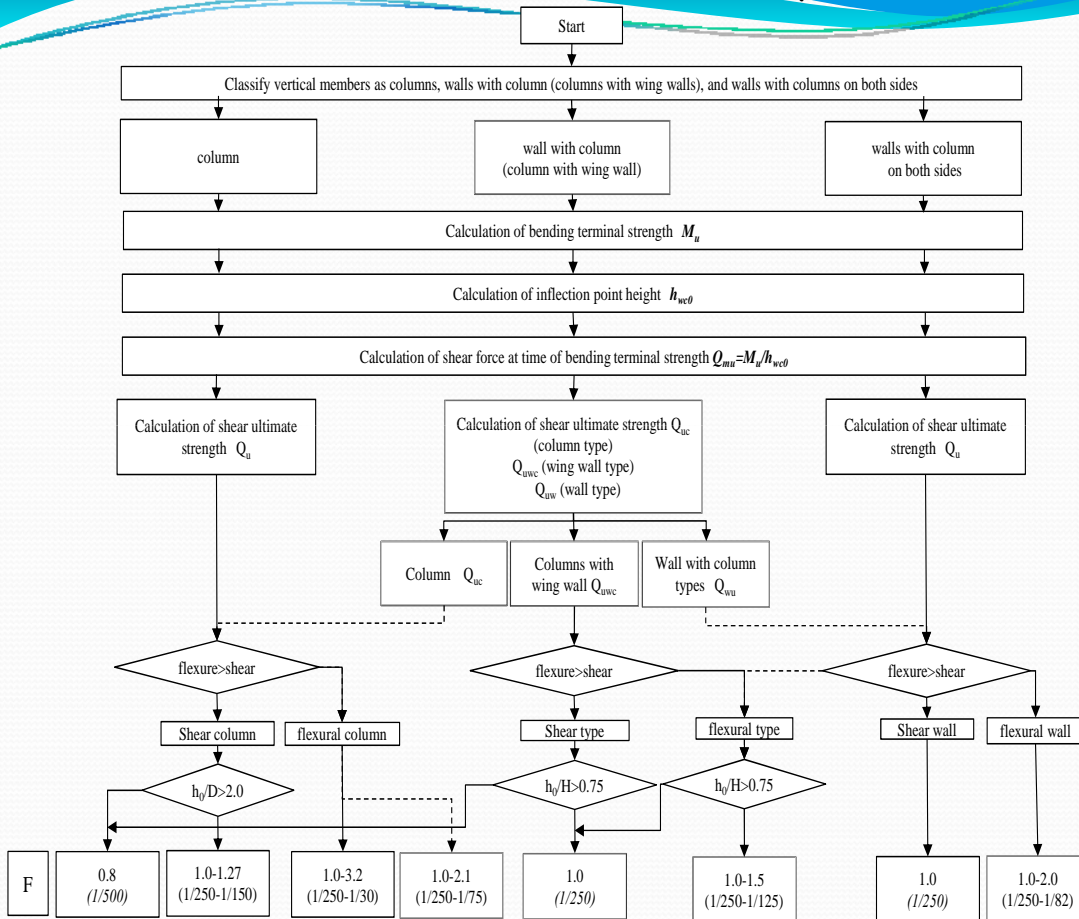 Start
Classify vertical members as columns, walls with column (columns with wing walls), and walls with columns on both sides
column
wall with column
(column with wing wall)
walls with column
on both sides
Calculation of bending terminal strength M_u
Calculation of inflection point height h_wc0
Calculation of shear force at time of bending terminal strength Q_mu=M_u/h_wc0
Calculation of shear ultimate
strength Q_u
Calculation of shear ultimate strength Q_uc
(column type)
Q_uwc (wing wall type)
Q_uw (wall type)
Calculation of shear ultimate
strength Q_u
Column Q_uc
Columns with
wing wall Q_uwc
Wall with column
types Q_wu
flexure>shear
flexure>shear
flexure>shear
Shear column
flexural column
Shear type
flexural type
Shear wall
flexural wall
h_0/D>2.0
h_0/H>0.75
h_0/H>0.75
F
0.8
(1/500)
1.0-1.27
(1/250-1/150)
1.0-3.2
(1/250-1/30)
1.0-2.1
(1/250-1/75)
1.0
(1/250)
1.0-1.5
(1/250-1/125)
1.0
(1/250)
1.0-2.0
(1/250-1/82)